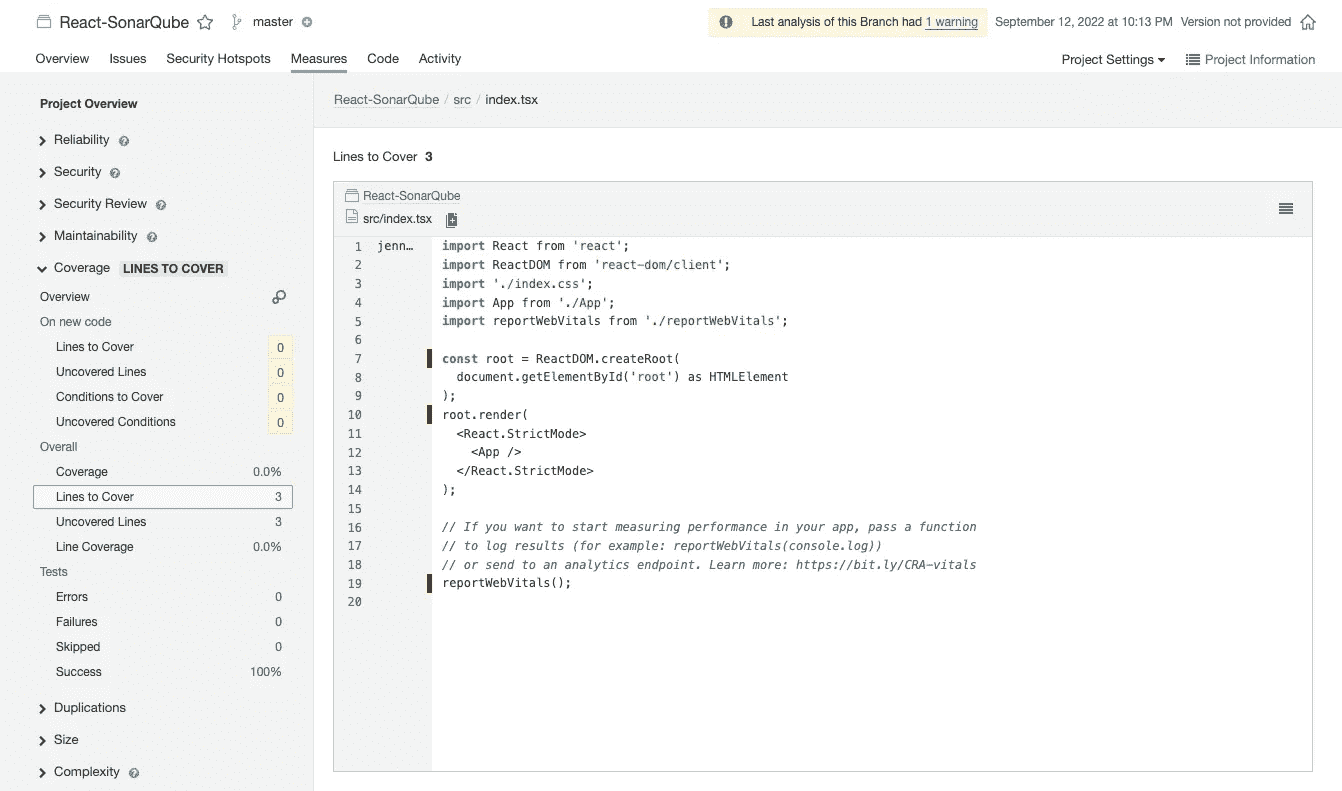 React-SonarQube master Last analysis of this Branch had 1 warning September 12, 2022 at 10:13 PM Version not provided
Overview Issues Security Hotspots Measures Code Activity Project Settings Project Information
Project Overview
Reliability
Security
Security Review
Maintainability
Coverage LINES TO COVER
Overview
On new code
Lines to Cover 0
Uncovered Lines 0
Conditions to Cover 0
Uncovered Conditions 0
Overall
Coverage 0.0%
Lines to Cover 3
Uncovered Lines 3
Line Coverage 0.0%
Tests
Errors 0
Failures 0
Skipped 0
Success 100%
Duplications
Size
Complexity
React-SonarQube / src / index.tsx
Lines to Cover 3
React-SonarQube
src/index.tsx
1 jenn… import React from 'react';
2 import ReactDOM from 'react-dom/client';
3 import './index.css';
4 import App from './App';
5 import reportWebVitals from './reportWebVitals';
6
7 const root = ReactDOM.createRoot(
8 document.getElementById('root') as HTMLElement
9 );
10 root.render(
11 <React.StrictMode>
12 <App />
13 </React.StrictMode>
14 );
15
16 // If you want to start measuring performance in your app, pass a function
17 // to log results (for example: reportWebVitals(console.log))
18 // or send to an analytics endpoint. Learn more: https://bit.ly/CRA-vitals
19 reportWebVitals();
20